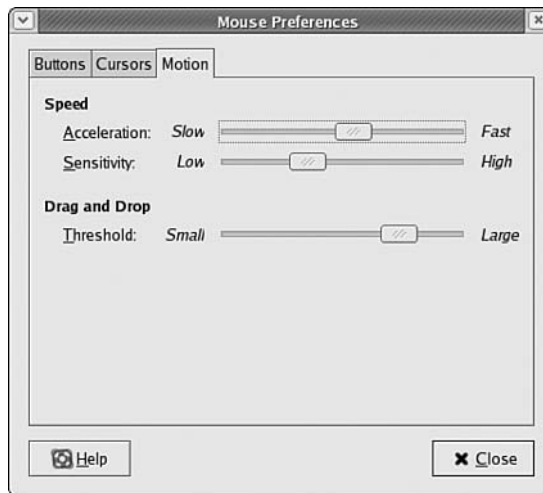 Mouse Preferences
Buttons Cursors Motion
Speed
Acceleration: Slow Fast
Sensitivity: Low High
Drag and Drop
Threshold: Small Large
Help Close